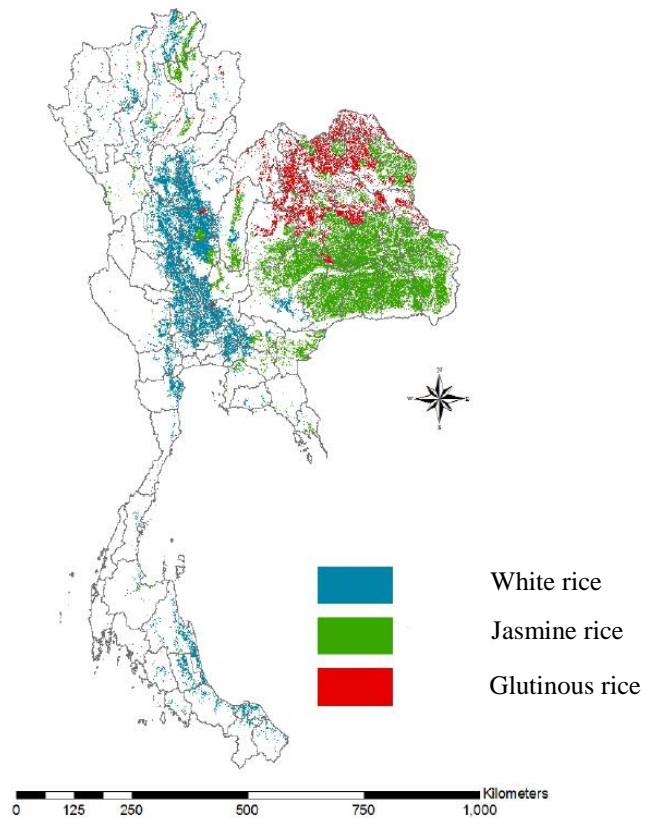 N
W
E
S
White rice
Jasmine rice
Glutinous rice
Kilometers
0 125 250 500 750 1,000